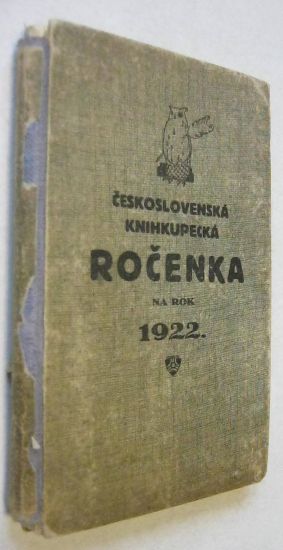 ČESKOSLOVENSKÁ
KNIHKUPECKÁ
ROČENKA
NA ROK
1922.